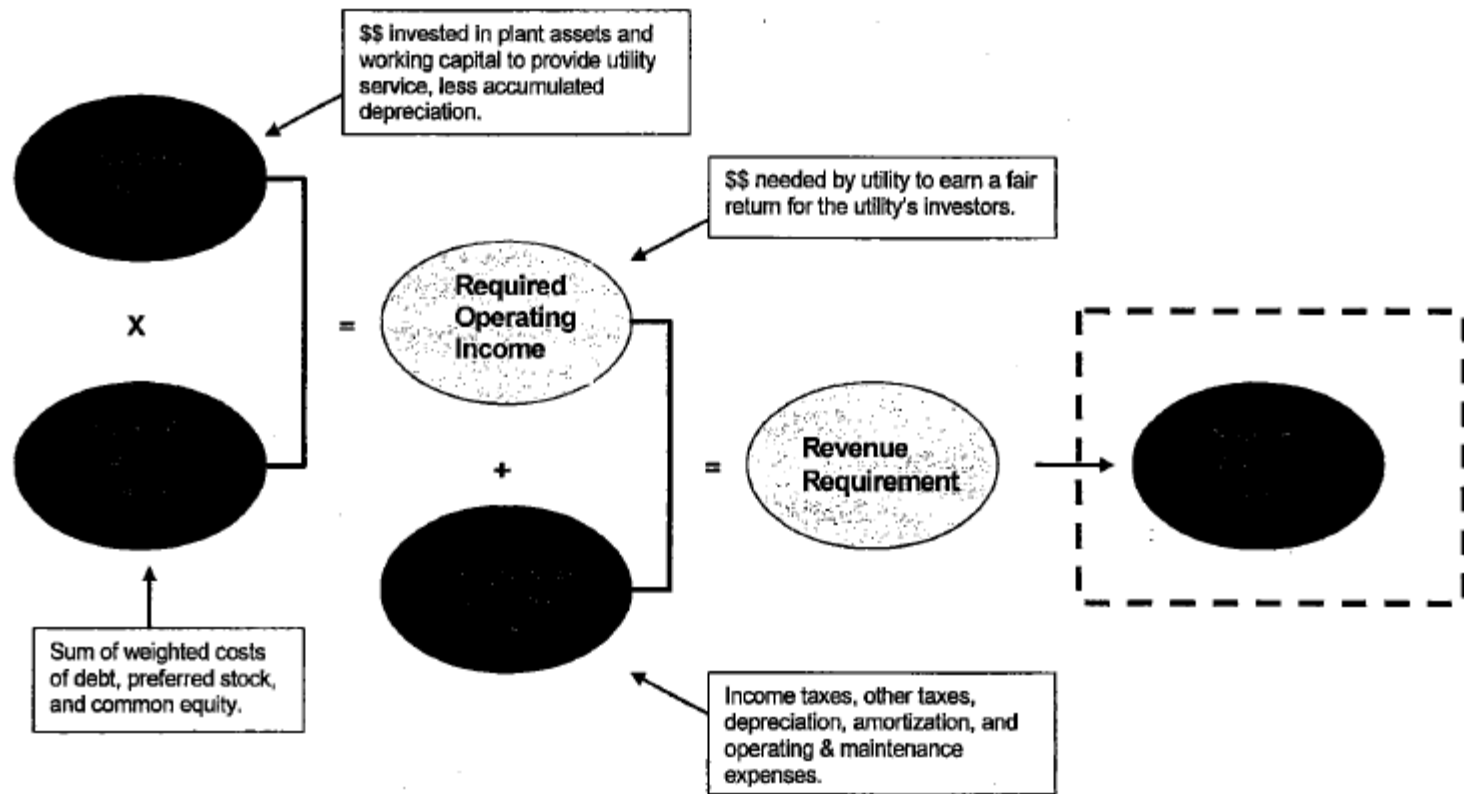 $$ invested in plant assets and
working capital to provide utility
service, less accumulated
depreciation.
$$ needed by utility to earn a fair
return for the utility's investors.
Required
Operating
Income
X
=
+
=
Revenue
Requirement
Sum of weighted costs
of debt, preferred stock,
and common equity.
Income taxes, other taxes,
depreciation, amortization, and
operating & maintenance
expenses.